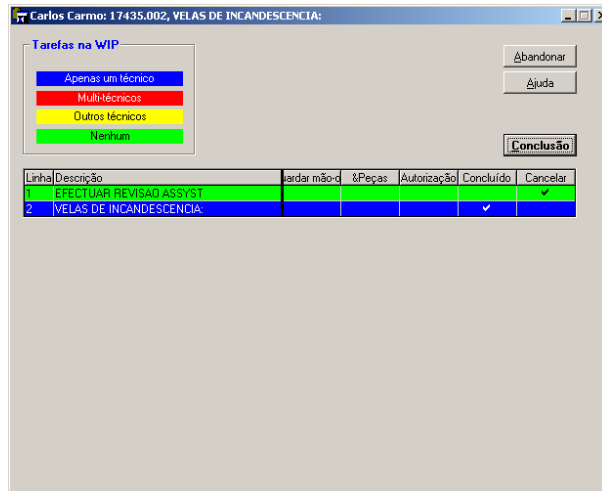 Carlos Carmo: 17435.002, VELAS DE INCANDESCENCIA:
Tarefas na WIP
Apenas um técnico
Multi-técnicos
Outros técnicos
Nenhum
Abandonar
Ajuda
Conclusão
Linha Descrição uardar mão-d &Peças Autorização Concluído Cancelar
1 EFECTUAR REVISAO ASSYST
2 VELAS DE INCANDESCENCIA: